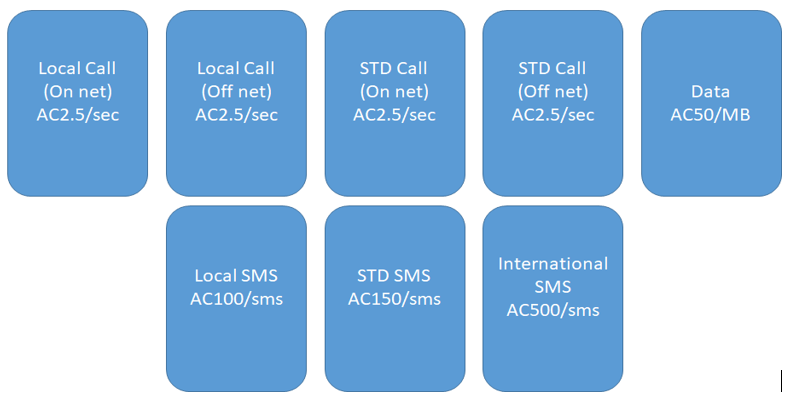 Local Call
(On net)
AC2.5/sec
Local Call
(Off net)
AC2.5/sec
STD Call
(On net)
AC2.5/sec
STD Call
(Off net)
AC2.5/sec
Data
AC50/MB
Local SMS
AC100/sms
STD SMS
AC150/sms
International
SMS
AC500/sms